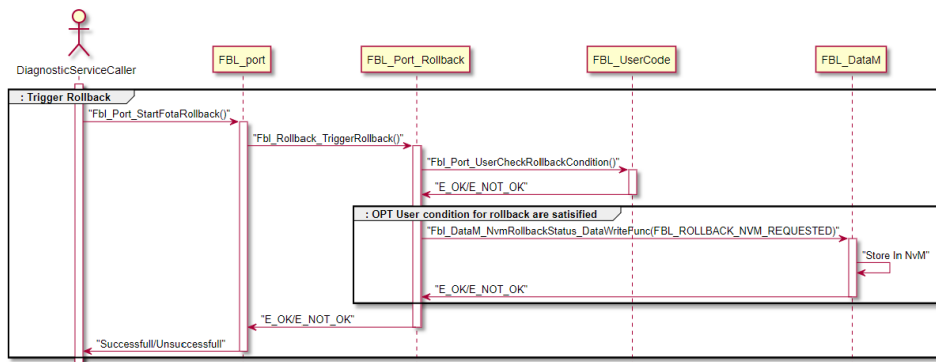 DiagnosticServiceCaller
FBL_port
FBL_Port_Rollback
FBL_UserCode
FBL_DataM
: Trigger Rollback
"Fbl_Port_StartFotaRollback()"
"Fbl_Rollback_TriggerRollback()"
"Fbl_Port_UserCheckRollbackCondition()"
"E_OK/E_NOT_OK"
: OPT User condition for rollback are satisified
"Fbl_DataM_NvmRollbackStatus_DataWriteFunc(FBL_ROLLBACK_NVM_REQUESTED)"
"Store In NvM"
"E_OK/E_NOT_OK"
"E_OK/E_NOT_OK"
"Successfull/Unsuccessfull"